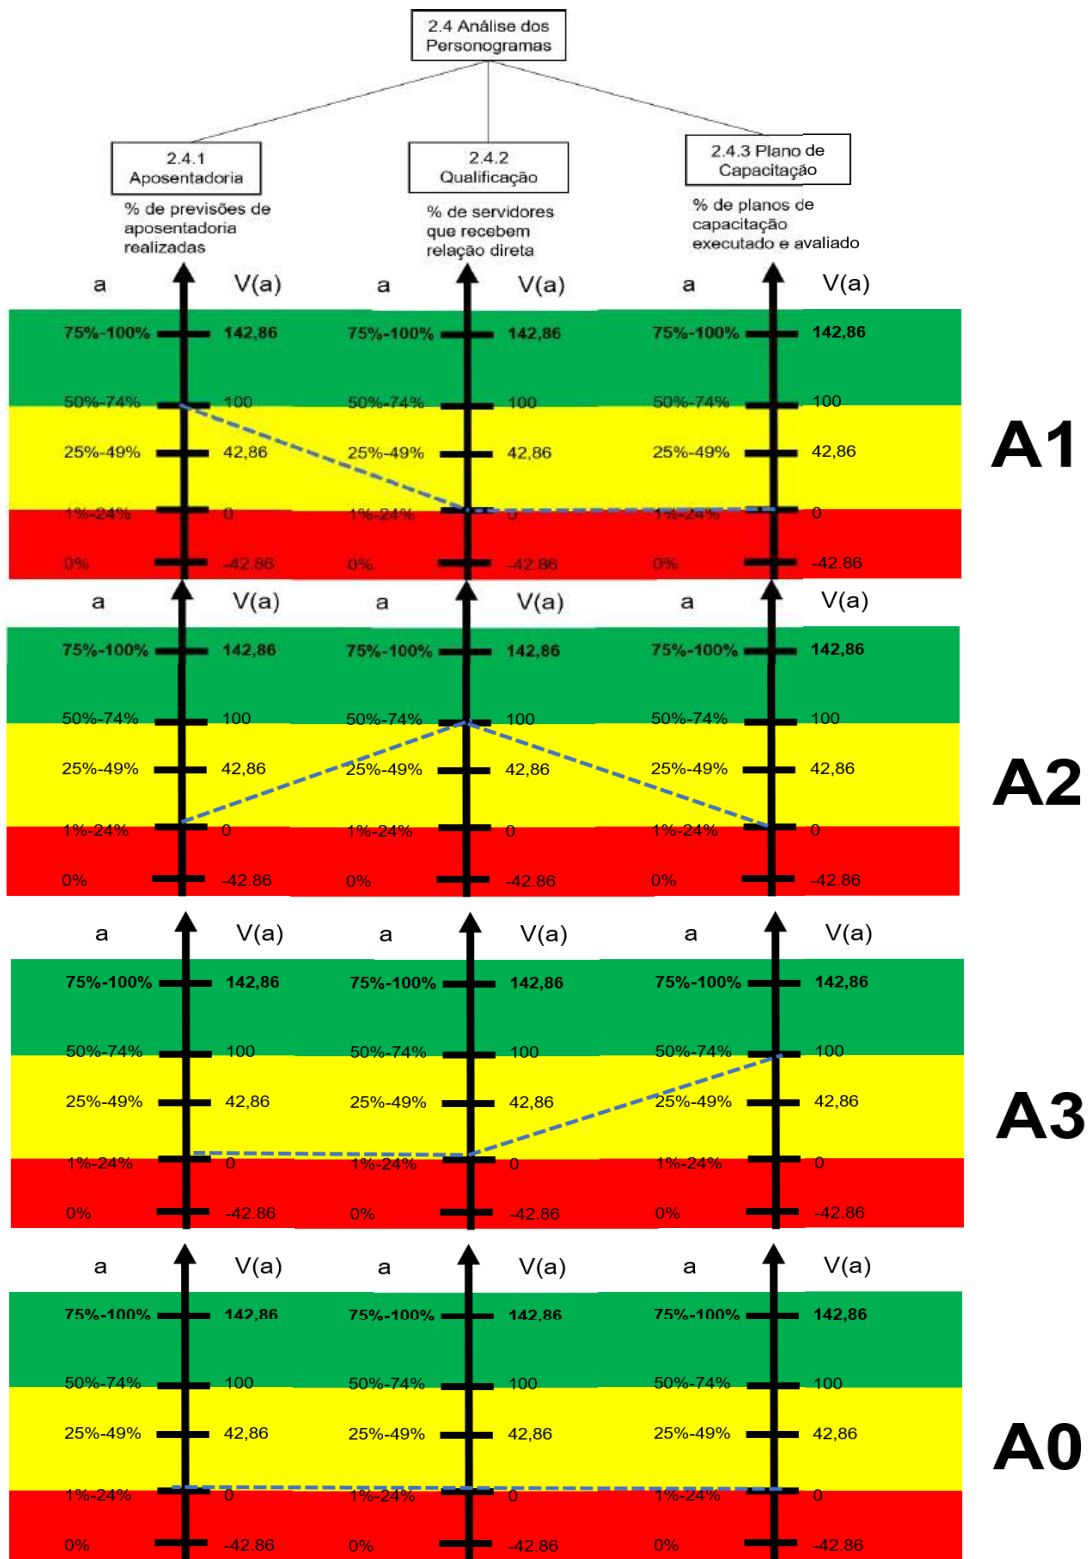 2.4 Análise dos
Personogramas
2.4.1
Aposentadoria
2.4.2
Qualificação
2.4.3 Plano de
Capacitação
% de previsões de
aposentadoria
realizadas
% de servidores
que recebem
relação direta
% de planos de
capacitação
executado e avaliado
a V(a) a V(a) a V(a)
75%-100% 142,86 75%-100% 142,86 75%-100% 142,86
50%-74% 100 50%-74% 100 50%-74% 100
25%-49% 42,86 25%-49% 42,86 25%-49% 42,86
1%-24% 0 1%-24% 0 1%-24% 0
0% -42.86 0% -42.86 0% -42.86
A1
a V(a) a V(a) a V(a)
75%-100% 142,86 75%-100% 142,86 75%-100% 142,86
50%-74% 100 50%-74% 100 50%-74% 100
25%-49% 42,86 25%-49% 42,86 25%-49% 42,86
1%-24% 0 1%-24% 0 1%-24% 0
0% -42.86 0% -42.86 0% -42.86
A2
a V(a) a V(a) a V(a)
75%-100% 142,86 75%-100% 142,86 75%-100% 142,86
50%-74% 100 50%-74% 100 50%-74% 100
25%-49% 42,86 25%-49% 42,86 25%-49% 42,86
1%-24% 0 1%-24% 0 1%-24% 0
0% -42.86 0% -42.86 0% -42.86
A3
a V(a) a V(a) a V(a)
75%-100% 142,86 75%-100% 142,86 75%-100% 142,86
50%-74% 100 50%-74% 100 50%-74% 100
25%-49% 42,86 25%-49% 42,86 25%-49% 42,86
1%-24% 0 1%-24% 0 1%-24% 0
0% -42.86 0% -42.86 0% -42.86
A0